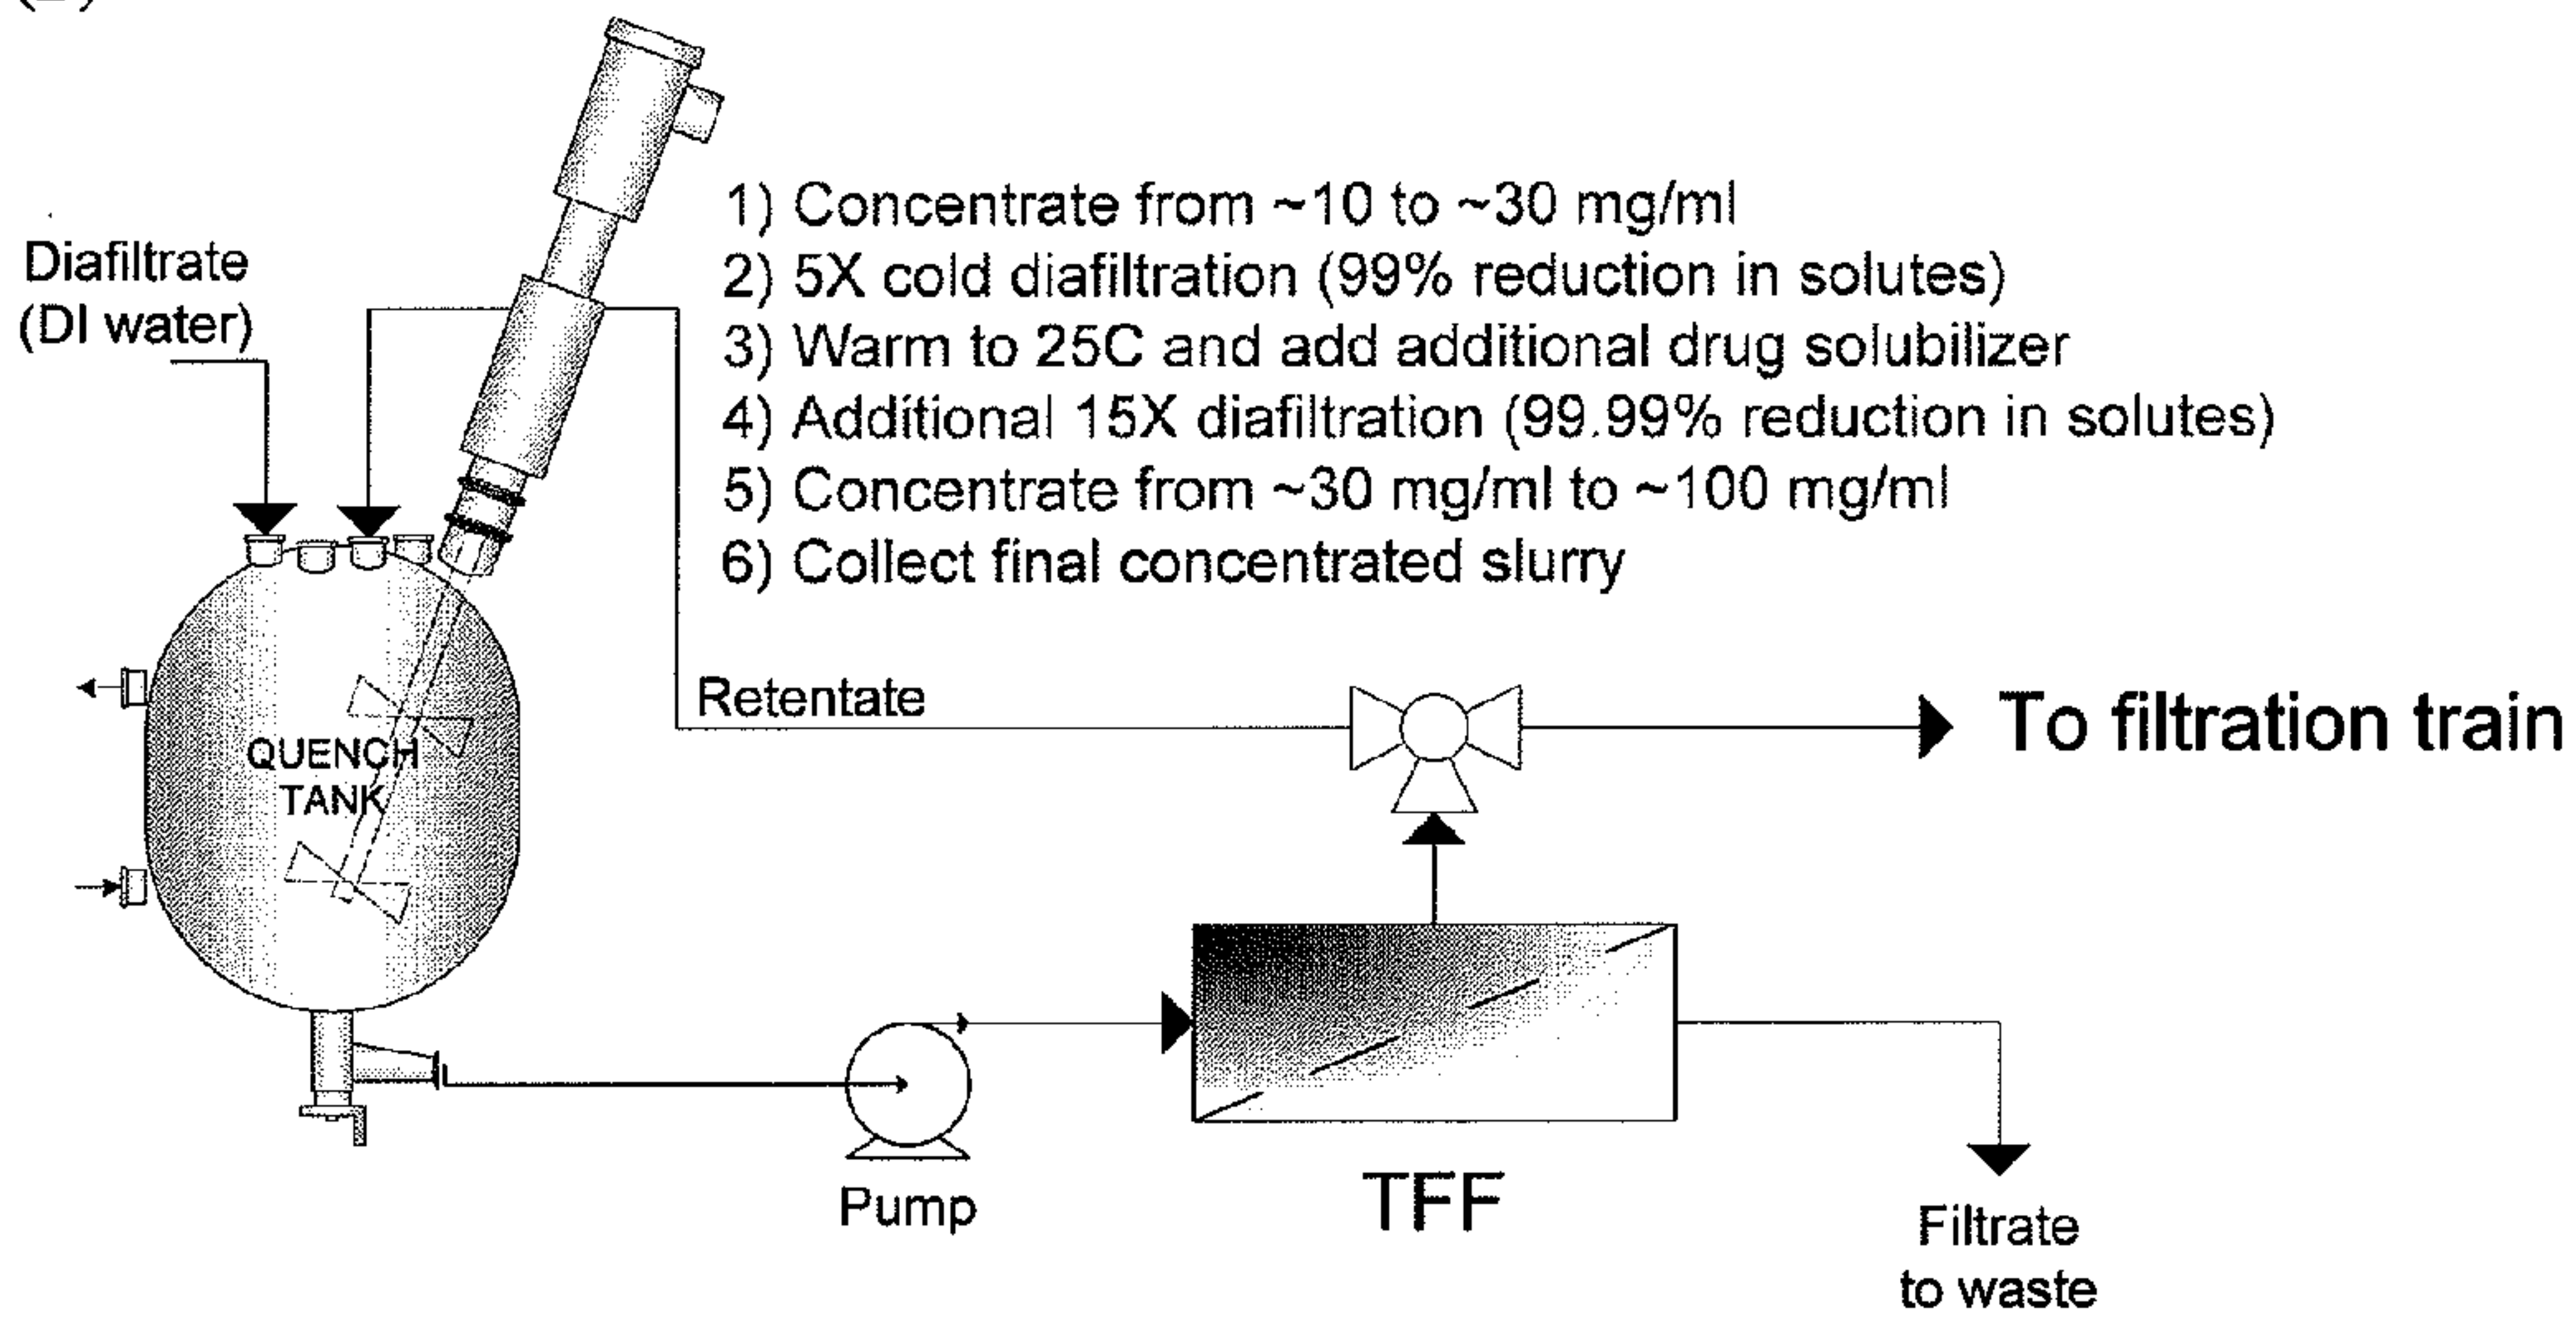 1) Concentrate from ~10 to ~30 mg/ml
2) 5X cold diafiltration (99% reduction in solutes)
3) Warm to 25C and add additional drug solubilizer
4) Additional 15X diafiltration (99.99% reduction in solutes)
5) Concentrate from ~30 mg/ml to ~100 mg/ml
6) Collect final concentrated slurry
Diafiltrate
(DI water)
Retentate
To filtration train
QUENCH
TANK
Pump
TFF
Filtrate
to waste